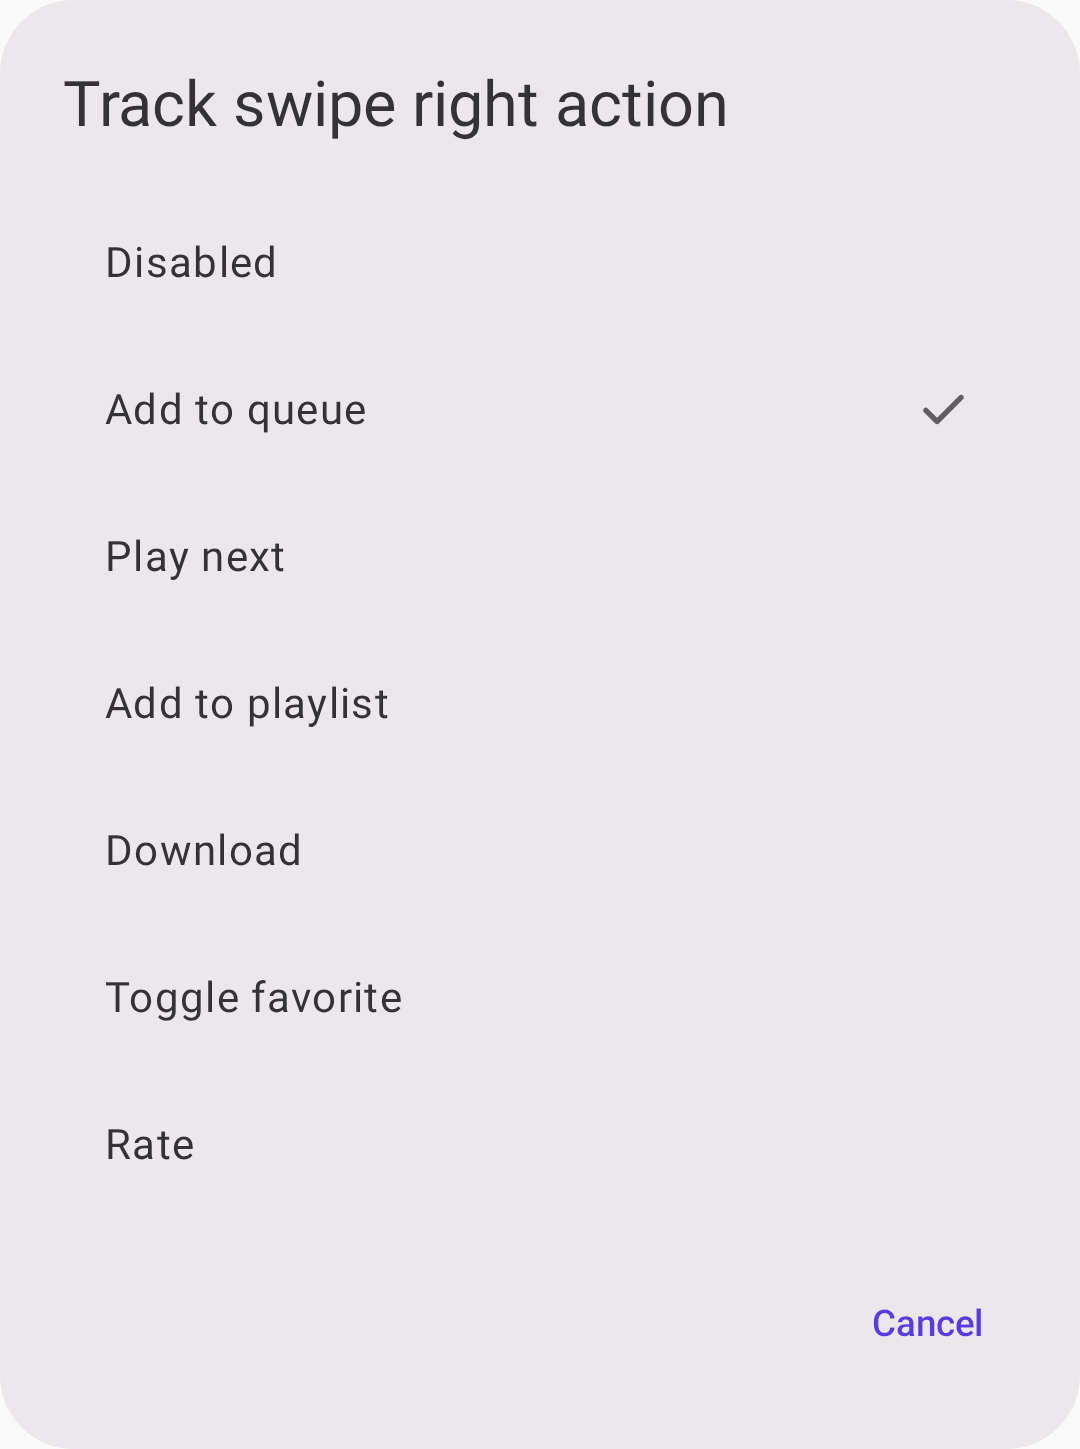 Track swipe right action
Disabled
Add to queue
Play next
Add to playlist
Download
Toggle favorite
Rate
Cancel